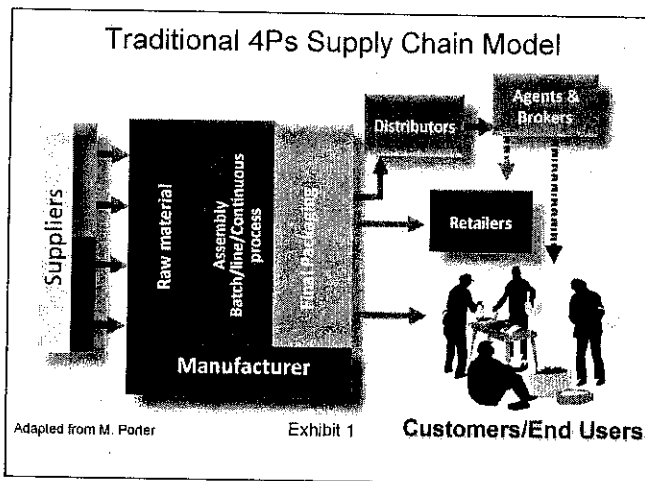 Traditional 4Ps Supply Chain Model
Suppliers
Raw material
Assembly
Batch/line/Continuous
process
Final Packaging
Manufacturer
Distributors
Agents &
Brokers
Retailers
Customers/End Users
Adapted from M. Porter
Exhibit 1